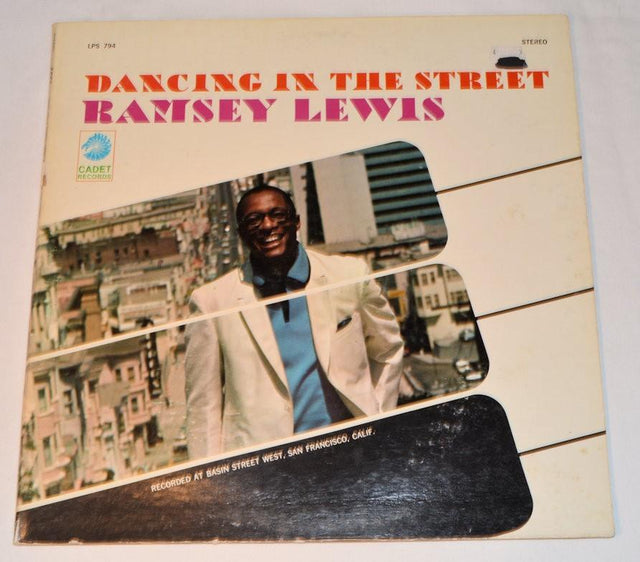 LPS 794
STEREO
DANCING IN THE STREET
RAMSEY LEWIS
CADET
RECORDS
RECORDED AT BASIN STREET WEST, SAN FRANCISCO, CALIF.